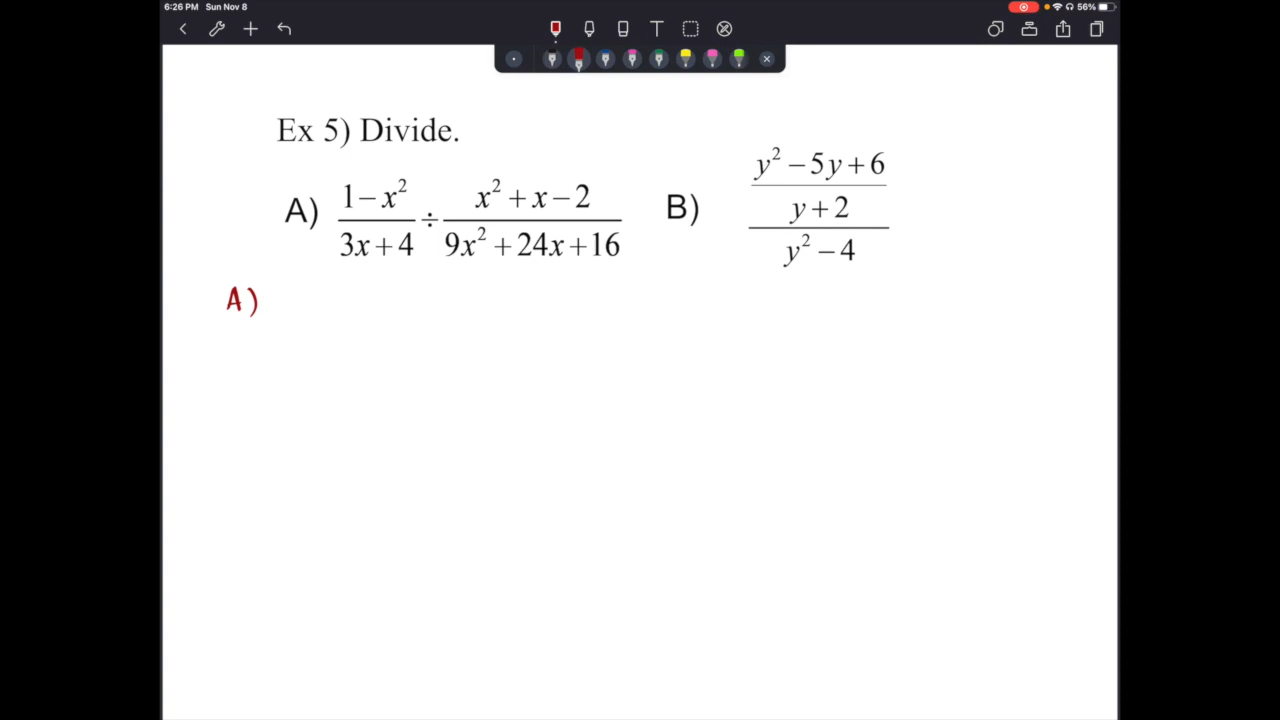 6:26 PM Sun Nov 8
56%
T
Ex 5) Divide.
A) (1 − x²)/(3x + 4) ÷ (x² + x − 2)/(9x² + 24x + 16)
B) ((y² − 5y + 6)/(y + 2))/(y² − 4)
A)